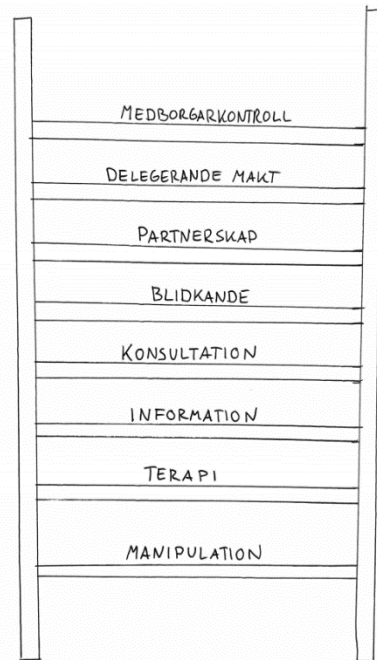 MEDBORGARKONTROLL
DELEGERANDE MAKT
PARTNERSKAP
BLIDKANDE
KONSULTATION
INFORMATION
TERAPI
MANIPULATION